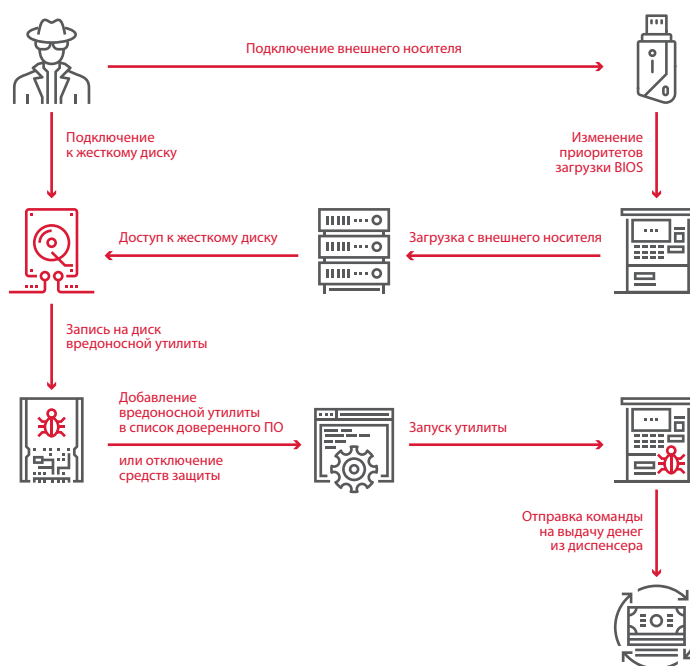 Подключение внешнего носителя
Подключение
к жесткому диску
Изменение
приоритетов
загрузки BIOS
Доступ к жесткому диску
Загрузка с внешнего носителя
Запись на диск
вредоносной утилиты
Добавление
вредоносной утилиты
в список доверенного ПО
или отключение
средств защиты
Запуск утилиты
Отправка команды
на выдачу денег
из диспенсера